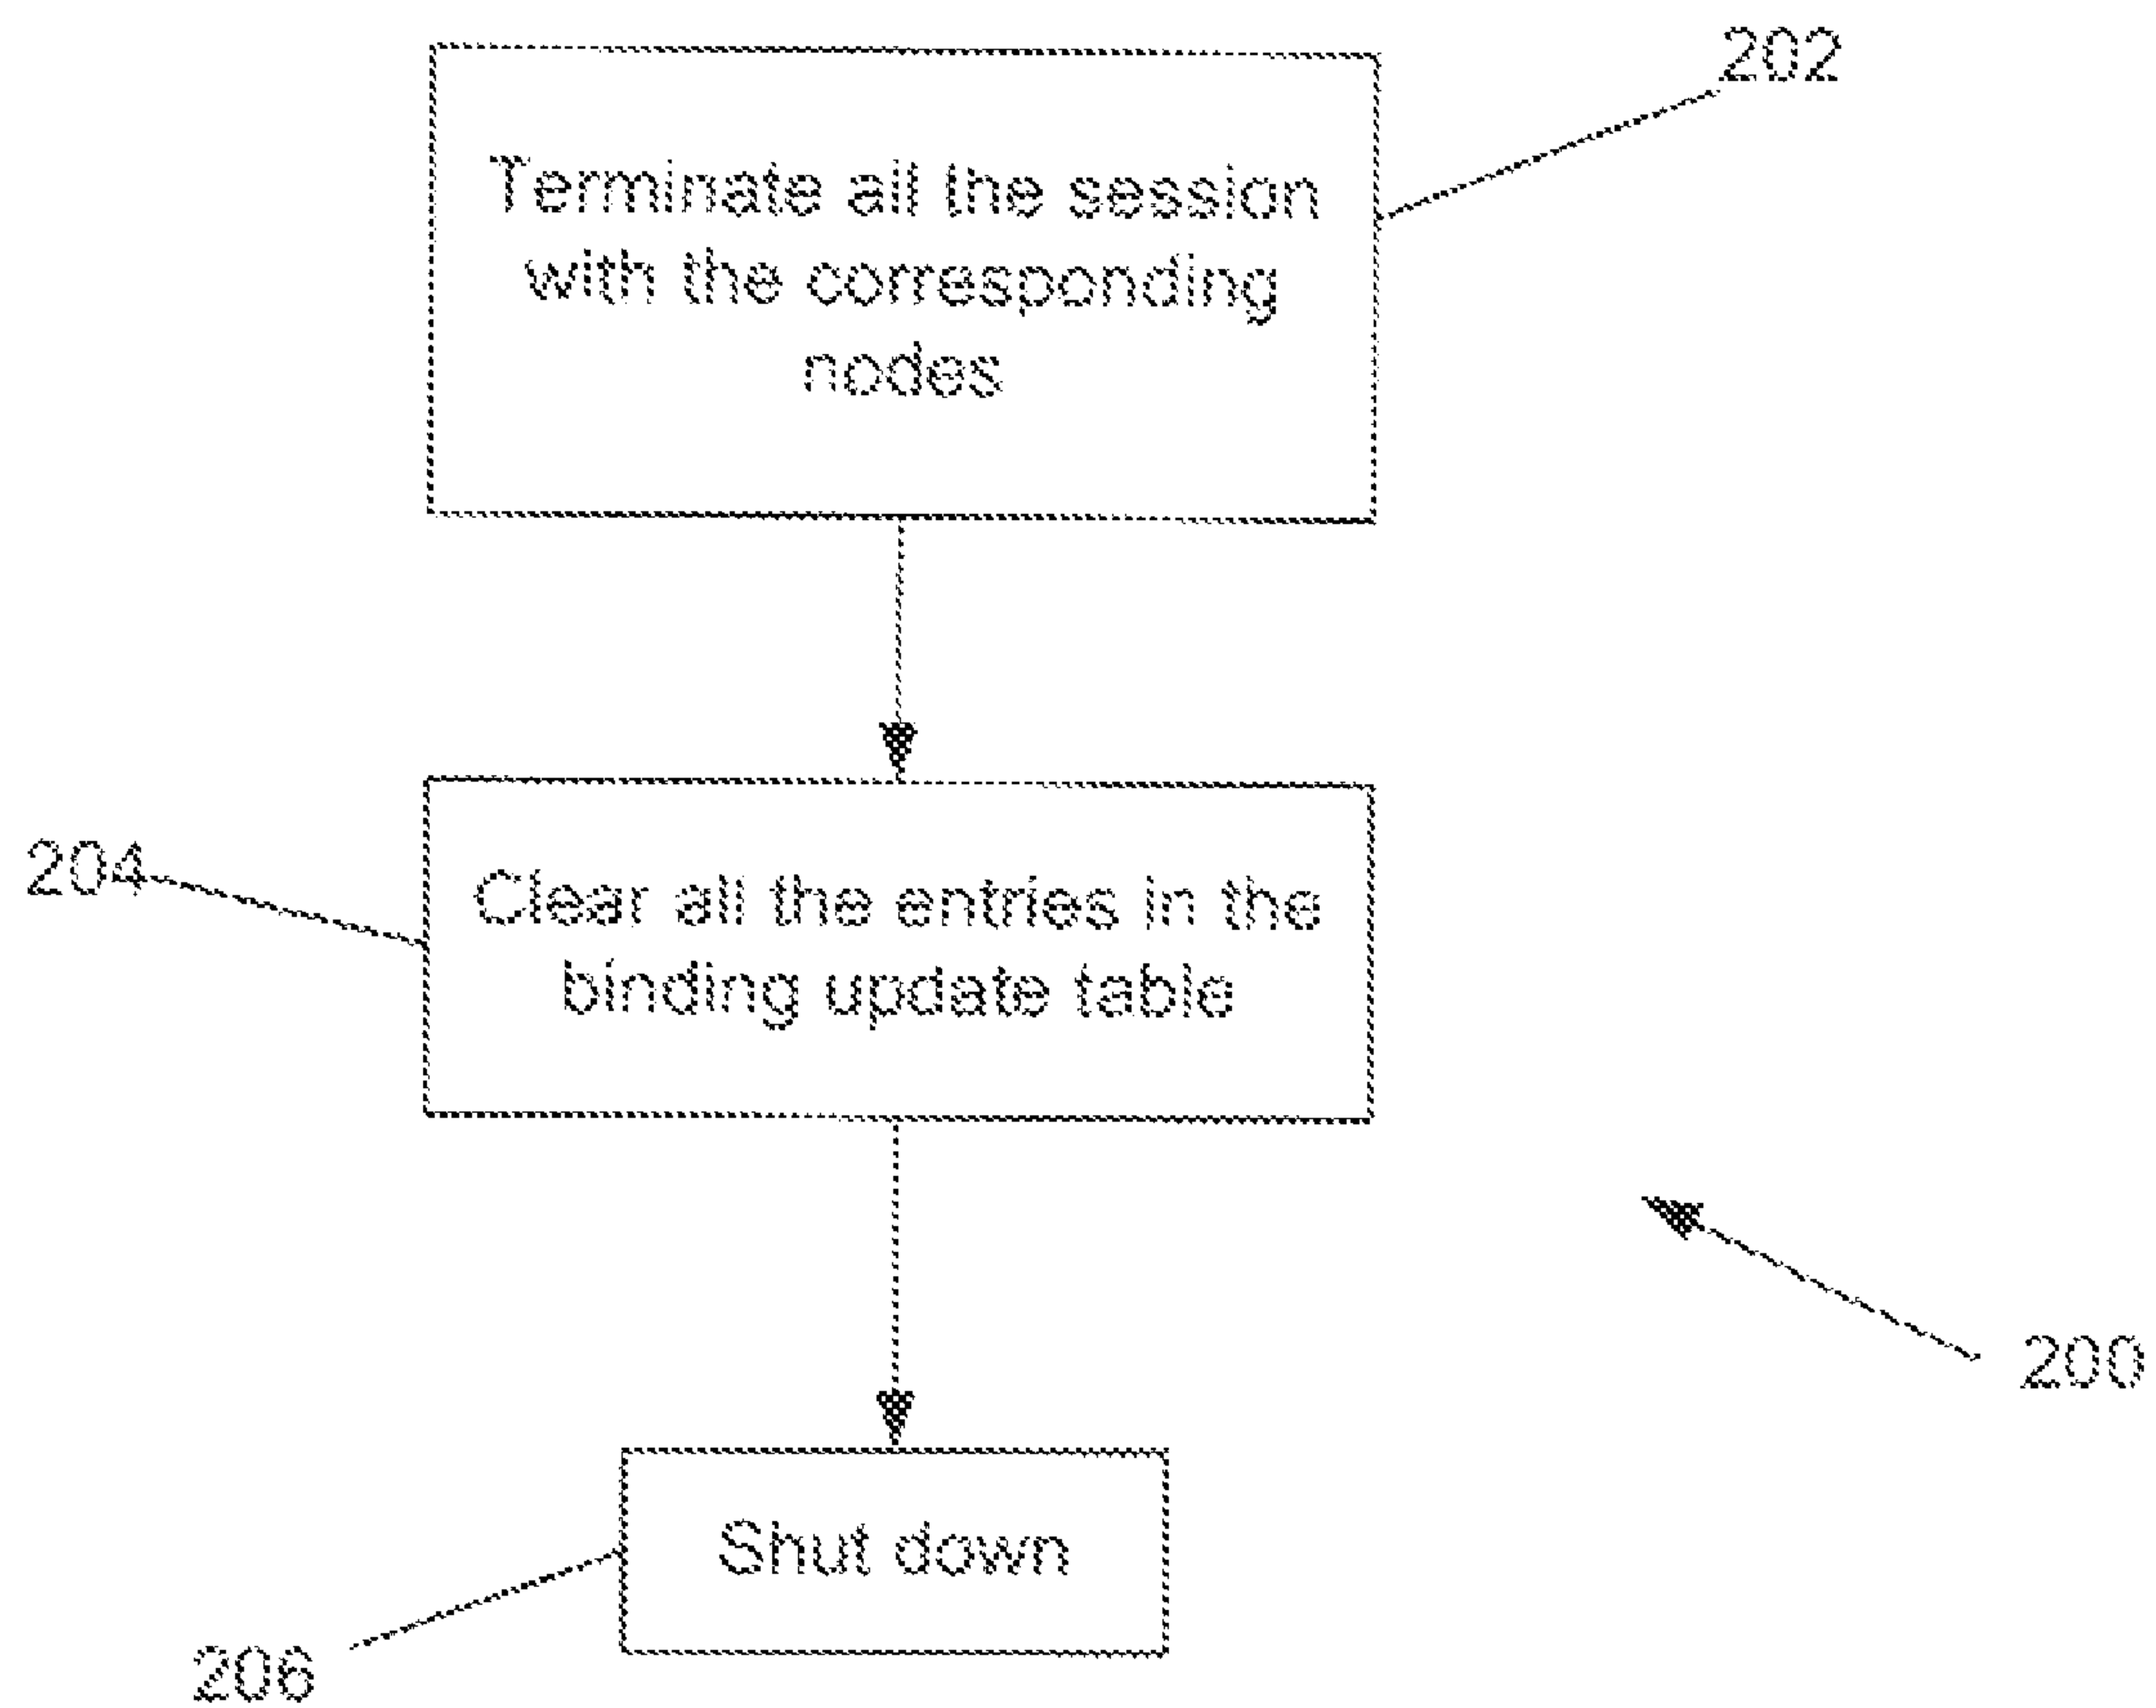 202
Terminate all the session
with the corresponding
nodes
204
Clear all the entries in the
binding update table
200
Shut down
206